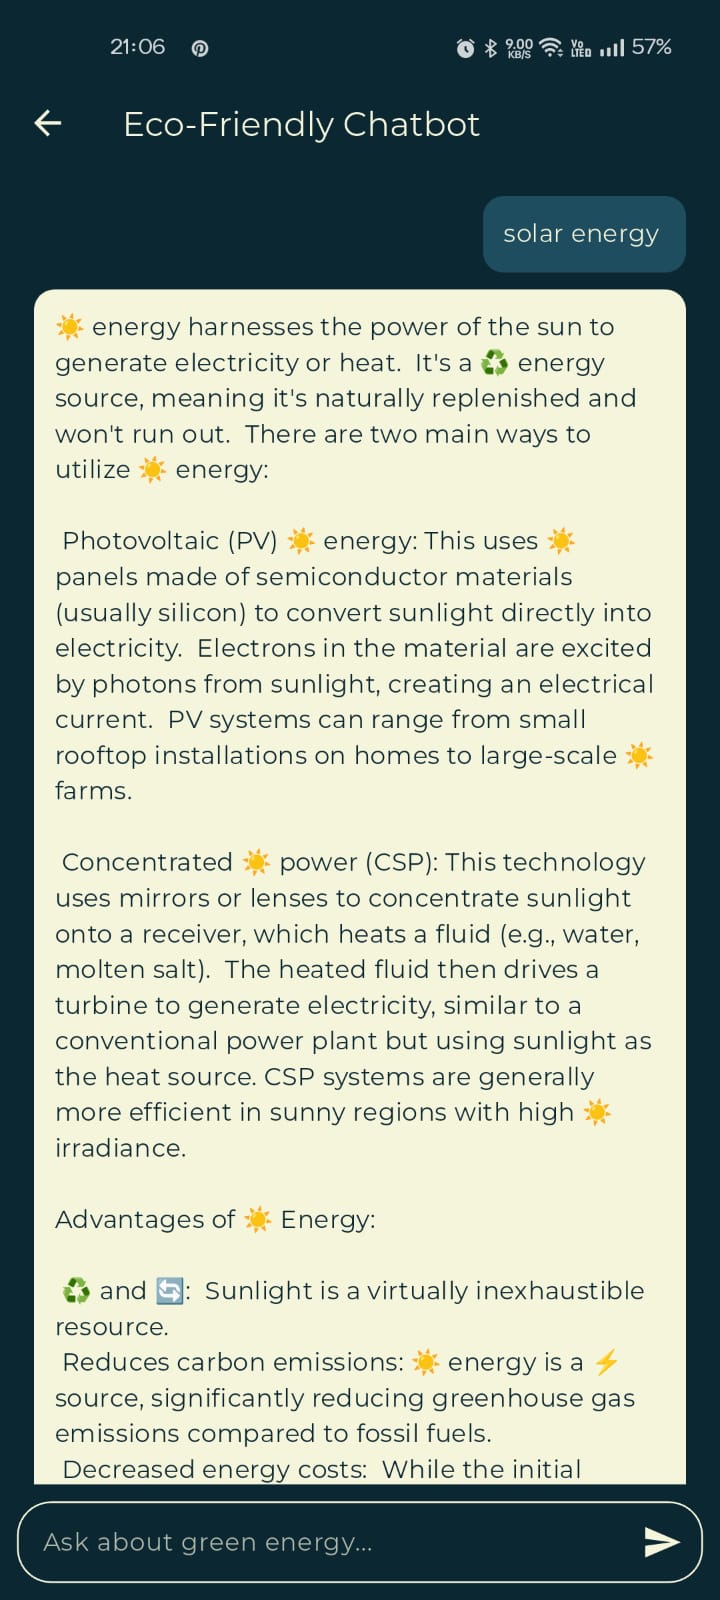 21:06 9.00 KB/S Vo LTE 57%
Eco-Friendly Chatbot
solar energy
☀️ energy harnesses the power of the sun to
generate electricity or heat.  It's a ♻️ energy
source, meaning it's naturally replenished and
won't run out.  There are two main ways to
utilize ☀️ energy:
Photovoltaic (PV) ☀️ energy: This uses ☀️
panels made of semiconductor materials
(usually silicon) to convert sunlight directly into
electricity.  Electrons in the material are excited
by photons from sunlight, creating an electrical
current.  PV systems can range from small
rooftop installations on homes to large-scale ☀️
farms.
Concentrated ☀️ power (CSP): This technology
uses mirrors or lenses to concentrate sunlight
onto a receiver, which heats a fluid (e.g., water,
molten salt).  The heated fluid then drives a
turbine to generate electricity, similar to a
conventional power plant but using sunlight as
the heat source. CSP systems are generally
more efficient in sunny regions with high ☀️
irradiance.
Advantages of ☀️ Energy:
♻️ and 🔄:  Sunlight is a virtually inexhaustible
resource.
Reduces carbon emissions: ☀️ energy is a ⚡
source, significantly reducing greenhouse gas
emissions compared to fossil fuels.
Decreased energy costs:  While the initial
Ask about green energy...